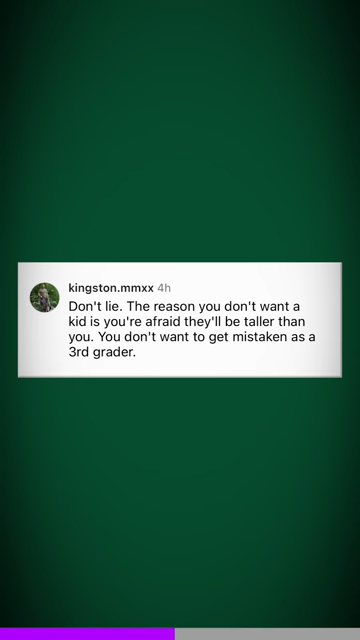 kingston.mmxx 4h
Don't lie. The reason you don't want a
kid is you're afraid they'll be taller than
you. You don't want to get mistaken as a
3rd grader.